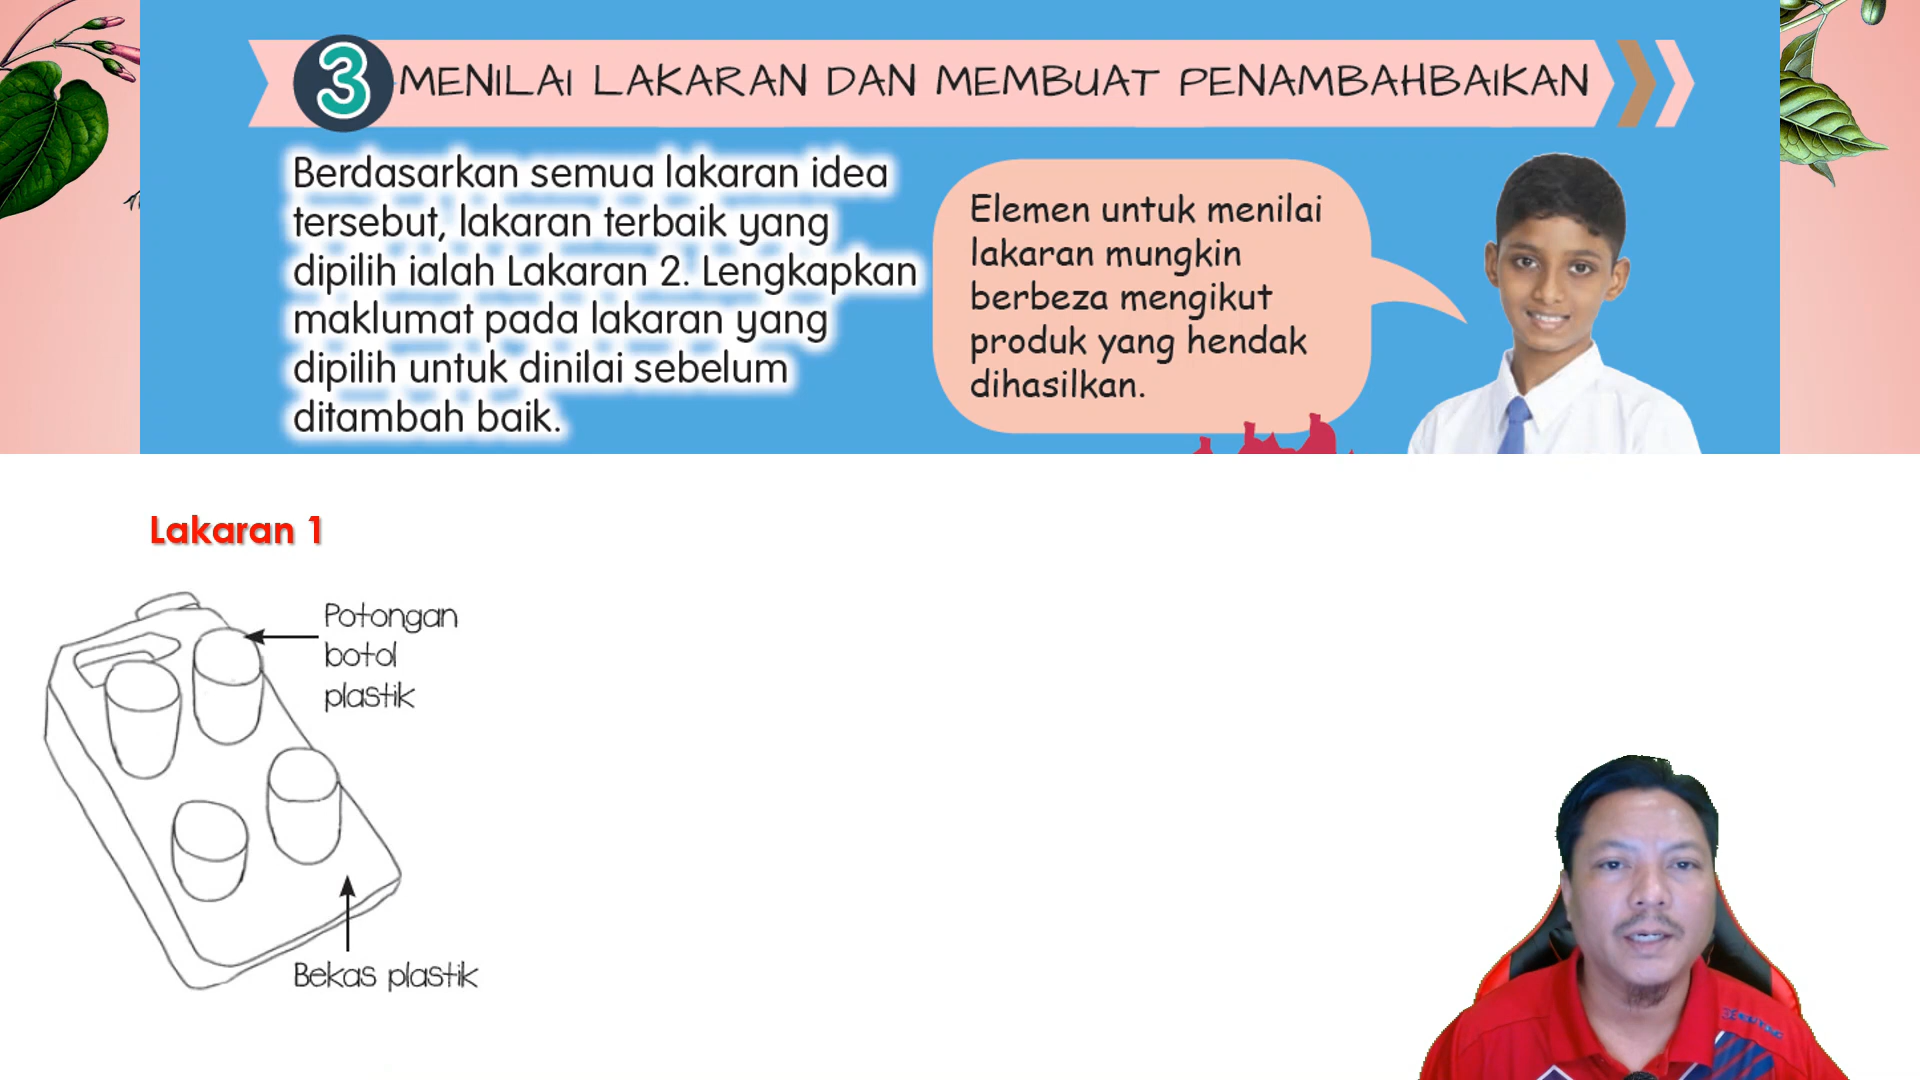 3
MENILAI LAKARAN DAN MEMBUAT PENAMBAHBAIKAN
Berdasarkan semua lakaran idea
tersebut, lakaran terbaik yang
dipilih ialah Lakaran 2. Lengkapkan
maklumat pada lakaran yang
dipilih untuk dinilai sebelum
ditambah baik.
Elemen untuk menilai
lakaran mungkin
berbeza mengikut
produk yang hendak
dihasilkan.
Lakaran 1
Potongan
botol
plastik
Bekas plastik